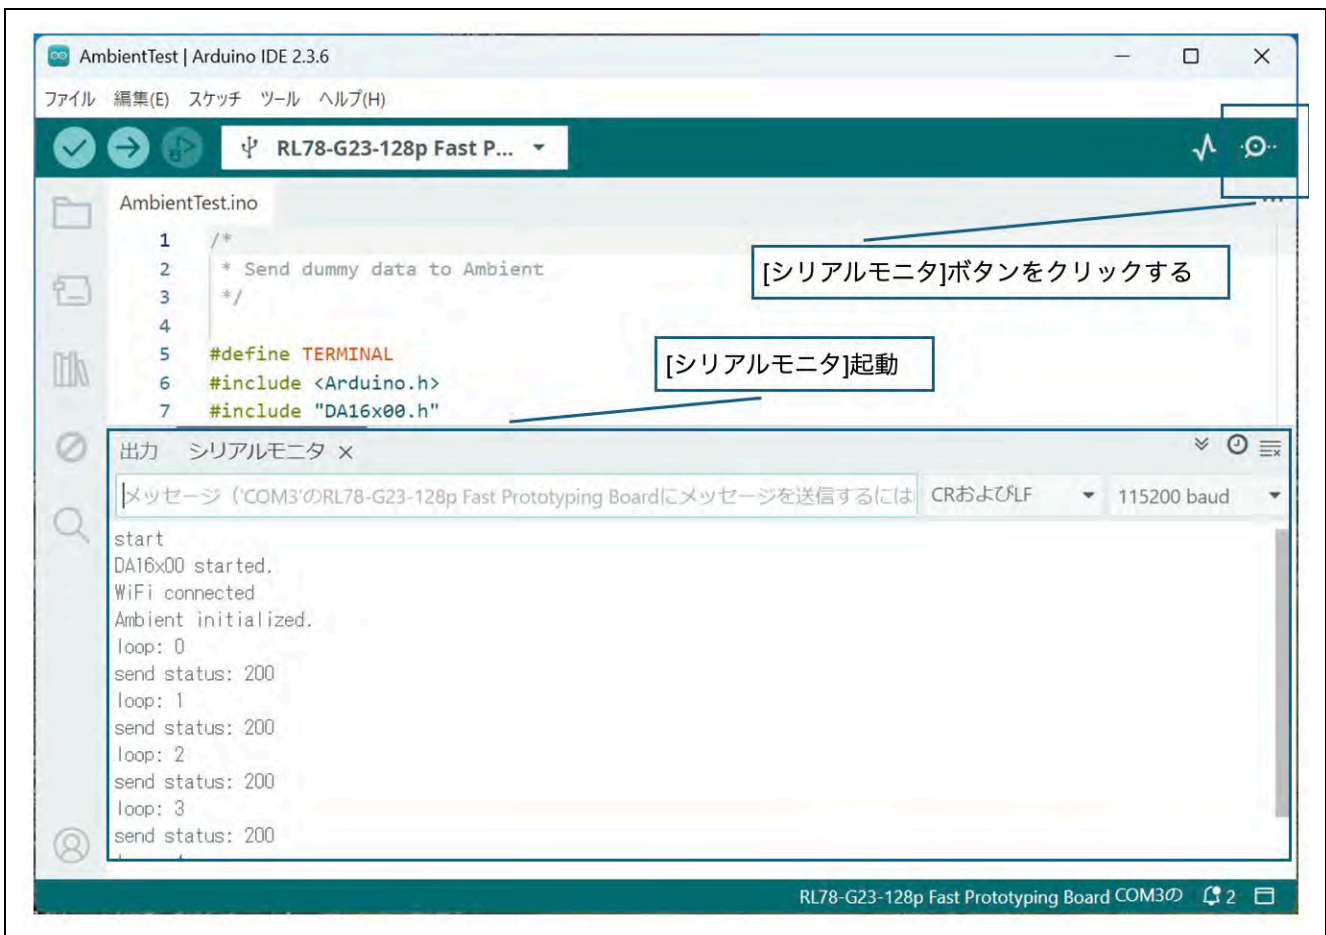 AmbientTest | Arduino IDE 2.3.6
ファイル 編集(E) スケッチ ツール ヘルプ(H)
RL78-G23-128p Fast P...
AmbientTest.ino
1 /*
2 * Send dummy data to Ambient
3 */
4
5 #define TERMINAL
6 #include <Arduino.h>
7 #include "DA16x00.h"
[シリアルモニタ]ボタンをクリックする
[シリアルモニタ]起動
出力 シリアルモニタ
メッセージ（'COM3'のRL78-G23-128p Fast Prototyping Boardにメッセージを送信するには CRおよびLF 115200 baud
start
DA16x00 started.
WiFi connected
Ambient initialized.
loop: 0
send status: 200
loop: 1
send status: 200
loop: 2
send status: 200
loop: 3
send status: 200
RL78-G23-128p Fast Prototyping Board COM3の 2